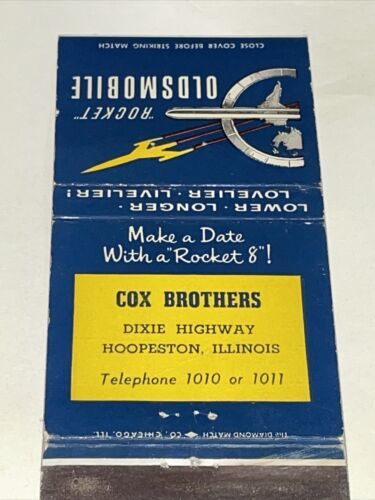 CLOSE COVER BEFORE STRIKING MATCH
"ROCKET"
OLDSMOBILE
LOWER · LONGER ·
LOVELIER · LIVELIER!
Make a Date
With a "Rocket 8"!
COX BROTHERS
DIXIE HIGHWAY
HOOPESTON, ILLINOIS
Telephone 1010 or 1011
THE DIAMOND MATCH CO., CHICAGO, ILL.